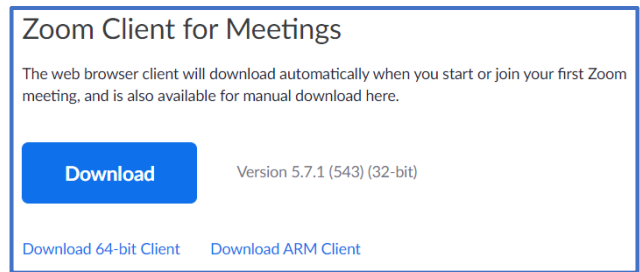 Zoom Client for Meetings
The web browser client will download automatically when you start or join your first Zoom
meeting, and is also available for manual download here.
Download Version 5.7.1 (543) (32-bit)
Download 64-bit Client Download ARM Client